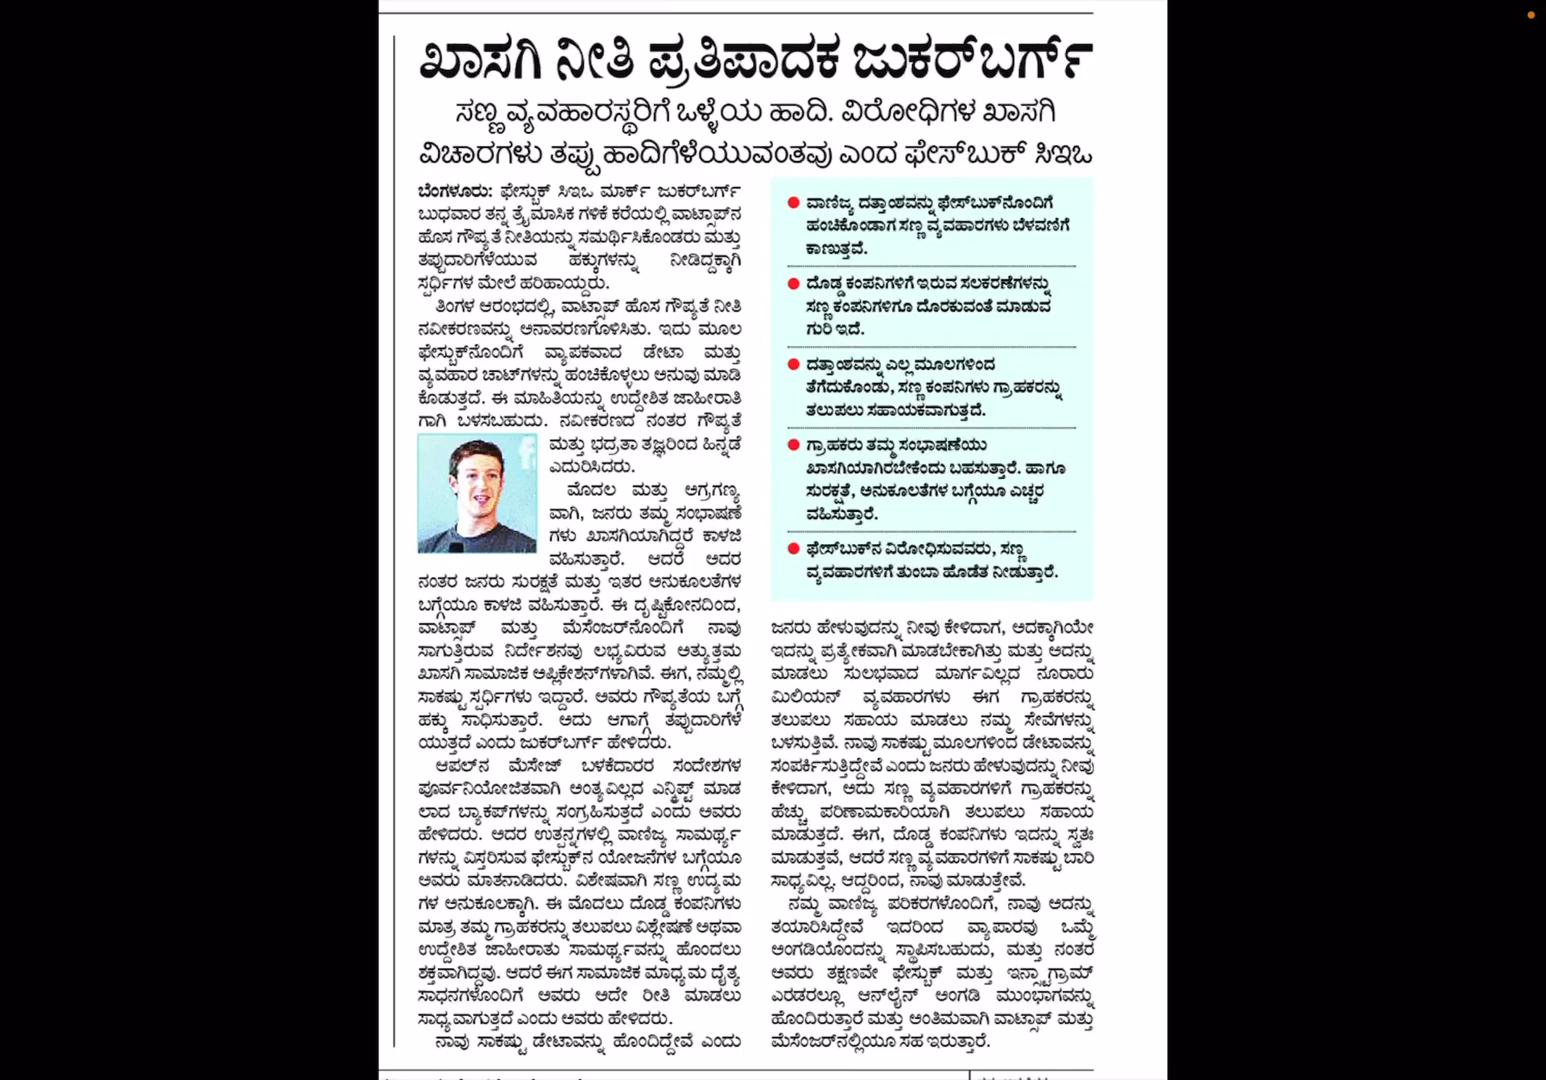 ಖಾಸಗಿ ನೀತಿ ಪ್ರತಿಪಾದಕ ಜುಕರ್‌ಬರ್ಗ್
ಸಣ್ಣ ವ್ಯವಹಾರಸ್ಥರಿಗೆ ಒಳ್ಳೆಯ ಹಾದಿ. ವಿರೋಧಿಗಳ ಖಾಸಗಿ
ವಿಚಾರಗಳು ತಪ್ಪು ಹಾದಿಗೆಳೆಯುವಂತವು ಎಂದ ಫೇಸ್‌ಬುಕ್ ಸಿಇಒ
ಬೆಂಗಳೂರು: ಫೇಸ್ಬುಕ್ ಸಿಇಒ ಮಾರ್ಕ್ ಜುಕರ್‌ಬರ್ಗ್
ಬುಧವಾರ ತನ್ನ ತ್ರೈಮಾಸಿಕ ಗಳಿಕೆ ಕರೆಯಲ್ಲಿ ವಾಟ್ಸಾಪ್‌ನ
ಹೊಸ ಗೌಪ್ಯತೆ ನೀತಿಯನ್ನು ಸಮರ್ಥಿಸಿಕೊಂಡರು ಮತ್ತು
ತಪ್ಪುದಾರಿಗೆಳೆಯುವ ಹಕ್ಕುಗಳನ್ನು ನೀಡಿದ್ದಕ್ಕಾಗಿ
ಸ್ಪರ್ಧಿಗಳ ಮೇಲೆ ಹರಿಹಾಯ್ದರು.
ತಿಂಗಳ ಆರಂಭದಲ್ಲಿ, ವಾಟ್ಸಾಪ್ ಹೊಸ ಗೌಪ್ಯತೆ ನೀತಿ
ನವೀಕರಣವನ್ನು ಅನಾವರಣಗೊಳಿಸಿತು. ಇದು ಮೂಲ
ಫೇಸ್ಬುಕ್‌ನೊಂದಿಗೆ ವ್ಯಾಪಕವಾದ ಡೇಟಾ ಮತ್ತು
ವ್ಯವಹಾರ ಚಾಟ್‌ಗಳನ್ನು ಹಂಚಿಕೊಳ್ಳಲು ಅನುವು ಮಾಡಿ
ಕೊಡುತ್ತದೆ. ಈ ಮಾಹಿತಿಯನ್ನು ಉದ್ದೇಶಿತ ಜಾಹೀರಾತಿ
ಗಾಗಿ ಬಳಸಬಹುದು. ನವೀಕರಣದ ನಂತರ ಗೌಪ್ಯತೆ
ಮತ್ತು ಭದ್ರತಾ ತಜ್ಞರಿಂದ ಹಿನ್ನಡೆ
ಎದುರಿಸಿದರು.
ಮೊದಲ ಮತ್ತು ಅಗ್ರಗಣ್ಯ
ವಾಗಿ, ಜನರು ತಮ್ಮ ಸಂಭಾಷಣೆ
ಗಳು ಖಾಸಗಿಯಾಗಿದ್ದರೆ ಕಾಳಜಿ
ವಹಿಸುತ್ತಾರೆ. ಆದರೆ ಅದರ
ನಂತರ ಜನರು ಸುರಕ್ಷತೆ ಮತ್ತು ಇತರ ಅನುಕೂಲತೆಗಳ
ಬಗ್ಗೆಯೂ ಕಾಳಜಿ ವಹಿಸುತ್ತಾರೆ. ಈ ದೃಷ್ಟಿಕೋನದಿಂದ,
ವಾಟ್ಸಾಪ್ ಮತ್ತು ಮೆಸೆಂಜರ್‌ನೊಂದಿಗೆ ನಾವು
ಸಾಗುತ್ತಿರುವ ನಿರ್ದೇಶನವು ಲಭ್ಯವಿರುವ ಅತ್ಯುತ್ತಮ
ಖಾಸಗಿ ಸಾಮಾಜಿಕ ಅಪ್ಲಿಕೇಶನ್‌ಗಳಾಗಿವೆ. ಈಗ, ನಮ್ಮಲ್ಲಿ
ಸಾಕಷ್ಟು ಸ್ಪರ್ಧಿಗಳು ಇದ್ದಾರೆ. ಅವರು ಗೌಪ್ಯತೆಯ ಬಗ್ಗೆ
ಹಕ್ಕು ಸಾಧಿಸುತ್ತಾರೆ. ಅದು ಆಗಾಗ್ಗೆ ತಪ್ಪುದಾರಿಗೆಳೆ
ಯುತ್ತದೆ ಎಂದು ಜುಕರ್‌ಬರ್ಗ್ ಹೇಳಿದರು.
ಆಪಲ್‌ನ ಮೆಸೇಜ್ ಬಳಕೆದಾರರ ಸಂದೇಶಗಳ
ಪೂರ್ವನಿಯೋಜಿತವಾಗಿ ಅಂತ್ಯವಿಲ್ಲದ ಎನ್ಕ್ರಿಪ್ಟ್ ಮಾಡ
ಲಾದ ಬ್ಯಾಕಪ್‌ಗಳನ್ನು ಸಂಗ್ರಹಿಸುತ್ತದೆ ಎಂದು ಅವರು
ಹೇಳಿದರು. ಅದರ ಉತ್ಪನ್ನಗಳಲ್ಲಿ ವಾಣಿಜ್ಯ ಸಾಮರ್ಥ್ಯ
ಗಳನ್ನು ವಿಸ್ತರಿಸುವ ಫೇಸ್ಬುಕ್‌ನ ಯೋಜನೆಗಳ ಬಗ್ಗೆಯೂ
ಅವರು ಮಾತನಾಡಿದರು. ವಿಶೇಷವಾಗಿ ಸಣ್ಣ ಉದ್ಯಮ
ಗಳ ಅನುಕೂಲಕ್ಕಾಗಿ. ಈ ಮೊದಲು ದೊಡ್ಡ ಕಂಪನಿಗಳು
ಮಾತ್ರ ತಮ್ಮ ಗ್ರಾಹಕರನ್ನು ತಲುಪಲು ವಿಶ್ಲೇಷಣೆ ಅಥವಾ
ಉದ್ದೇಶಿತ ಜಾಹೀರಾತು ಸಾಮರ್ಥ್ಯವನ್ನು ಹೊಂದಲು
ಶಕ್ತವಾಗಿದ್ದವು. ಆದರೆ ಈಗ ಸಾಮಾಜಿಕ ಮಾಧ್ಯಮ ದೈತ್ಯ
ಸಾಧನಗಳೊಂದಿಗೆ ಅವರು ಅದೇ ರೀತಿ ಮಾಡಲು
ಸಾಧ್ಯವಾಗುತ್ತದೆ ಎಂದು ಅವರು ಹೇಳಿದರು.
ನಾವು ಸಾಕಷ್ಟು ಡೇಟಾವನ್ನು ಹೊಂದಿದ್ದೇವೆ ಎಂದು
ವಾಣಿಜ್ಯ ದತ್ತಾಂಶವನ್ನು ಫೇಸ್‌ಬುಕ್‌ನೊಂದಿಗೆ
ಹಂಚಿಕೊಂಡಾಗ ಸಣ್ಣ ವ್ಯವಹಾರಗಳು ಬೆಳವಣಿಗೆ
ಕಾಣುತ್ತವೆ.
ದೊಡ್ಡ ಕಂಪನಿಗಳಿಗೆ ಇರುವ ಸಲಕರಣೆಗಳನ್ನು
ಸಣ್ಣ ಕಂಪನಿಗಳಿಗೂ ದೊರಕುವಂತೆ ಮಾಡುವ
ಗುರಿ ಇದೆ.
ದತ್ತಾಂಶವನ್ನು ಎಲ್ಲ ಮೂಲಗಳಿಂದ
ತೆಗೆದುಕೊಂಡು, ಸಣ್ಣ ಕಂಪನಿಗಳು ಗ್ರಾಹಕರನ್ನು
ತಲುಪಲು ಸಹಾಯಕವಾಗುತ್ತದೆ.
ಗ್ರಾಹಕರು ತಮ್ಮ ಸಂಭಾಷಣೆಯು
ಖಾಸಗಿಯಾಗಿರಬೇಕೆಂದು ಬಹಸುತ್ತಾರೆ. ಹಾಗೂ
ಸುರಕ್ಷತೆ, ಅನುಕೂಲತೆಗಳ ಬಗ್ಗೆಯೂ ಎಚ್ಚರ
ವಹಿಸುತ್ತಾರೆ.
ಫೇಸ್‌ಬುಕ್‌ನ ವಿರೋಧಿಸುವವರು, ಸಣ್ಣ
ವ್ಯವಹಾರಗಳಿಗೆ ತುಂಬಾ ಹೊಡೆತ ನೀಡುತ್ತಾರೆ.
ಜನರು ಹೇಳುವುದನ್ನು ನೀವು ಕೇಳಿದಾಗ, ಅದಕ್ಕಾಗಿಯೇ
ಇದನ್ನು ಪ್ರತ್ಯೇಕವಾಗಿ ಮಾಡಬೇಕಾಗಿತ್ತು ಮತ್ತು ಅದನ್ನು
ಮಾಡಲು ಸುಲಭವಾದ ಮಾರ್ಗವಿಲ್ಲದ ನೂರಾರು
ಮಿಲಿಯನ್ ವ್ಯವಹಾರಗಳು ಈಗ ಗ್ರಾಹಕರನ್ನು
ತಲುಪಲು ಸಹಾಯ ಮಾಡಲು ನಮ್ಮ ಸೇವೆಗಳನ್ನು
ಬಳಸುತ್ತಿವೆ. ನಾವು ಸಾಕಷ್ಟು ಮೂಲಗಳಿಂದ ಡೇಟಾವನ್ನು
ಸಂಪರ್ಕಿಸುತ್ತಿದ್ದೇವೆ ಎಂದು ಜನರು ಹೇಳುವುದನ್ನು ನೀವು
ಕೇಳಿದಾಗ, ಅದು ಸಣ್ಣ ವ್ಯವಹಾರಗಳಿಗೆ ಗ್ರಾಹಕರನ್ನು
ಹೆಚ್ಚು ಪರಿಣಾಮಕಾರಿಯಾಗಿ ತಲುಪಲು ಸಹಾಯ
ಮಾಡುತ್ತದೆ. ಈಗ, ದೊಡ್ಡ ಕಂಪನಿಗಳು ಇದನ್ನು ಸ್ವತಃ
ಮಾಡುತ್ತವೆ, ಆದರೆ ಸಣ್ಣ ವ್ಯವಹಾರಗಳಿಗೆ ಸಾಕಷ್ಟು ಬಾರಿ
ಸಾಧ್ಯವಿಲ್ಲ. ಆದ್ದರಿಂದ, ನಾವು ಮಾಡುತ್ತೇವೆ.
ನಮ್ಮ ವಾಣಿಜ್ಯ ಪರಿಕರಗಳೊಂದಿಗೆ, ನಾವು ಅದನ್ನು
ತಯಾರಿಸಿದ್ದೇವೆ ಇದರಿಂದ ವ್ಯಾಪಾರವು ಒಮ್ಮೆ
ಅಂಗಡಿಯೊಂದನ್ನು ಸ್ಥಾಪಿಸಬಹುದು, ಮತ್ತು ನಂತರ
ಅವರು ತಕ್ಷಣವೇ ಫೇಸ್ಬುಕ್ ಮತ್ತು ಇನ್ಸ್ಟಾಗ್ರಾಮ್
ಎರಡರಲ್ಲೂ ಆನ್‌ಲೈನ್ ಅಂಗಡಿ ಮುಂಭಾಗವನ್ನು
ಹೊಂದಿರುತ್ತಾರೆ ಮತ್ತು ಅಂತಿಮವಾಗಿ ವಾಟ್ಸಾಪ್ ಮತ್ತು
ಮೆಸೆಂಜರ್‌ನಲ್ಲಿಯೂ ಸಹ ಇರುತ್ತಾರೆ.